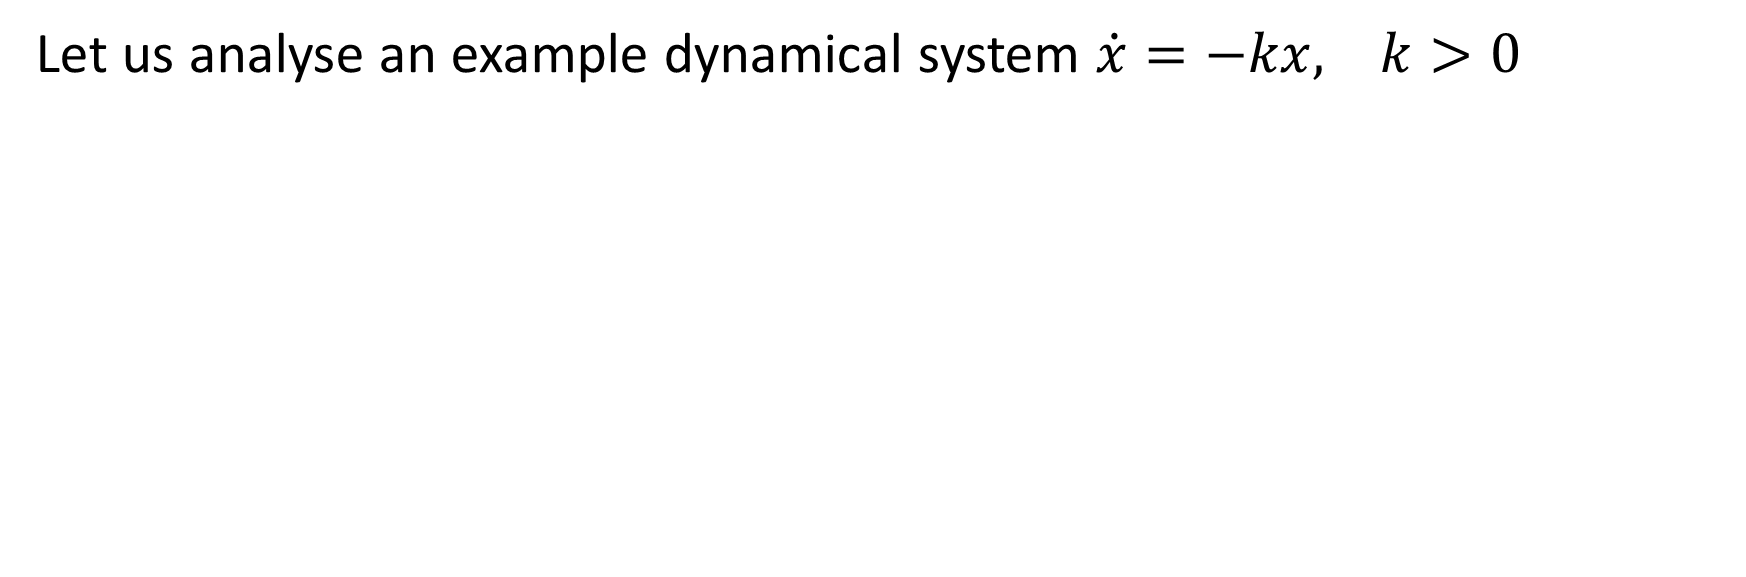 Let us analyse an example dynamical system ẋ = −kx, k > 0